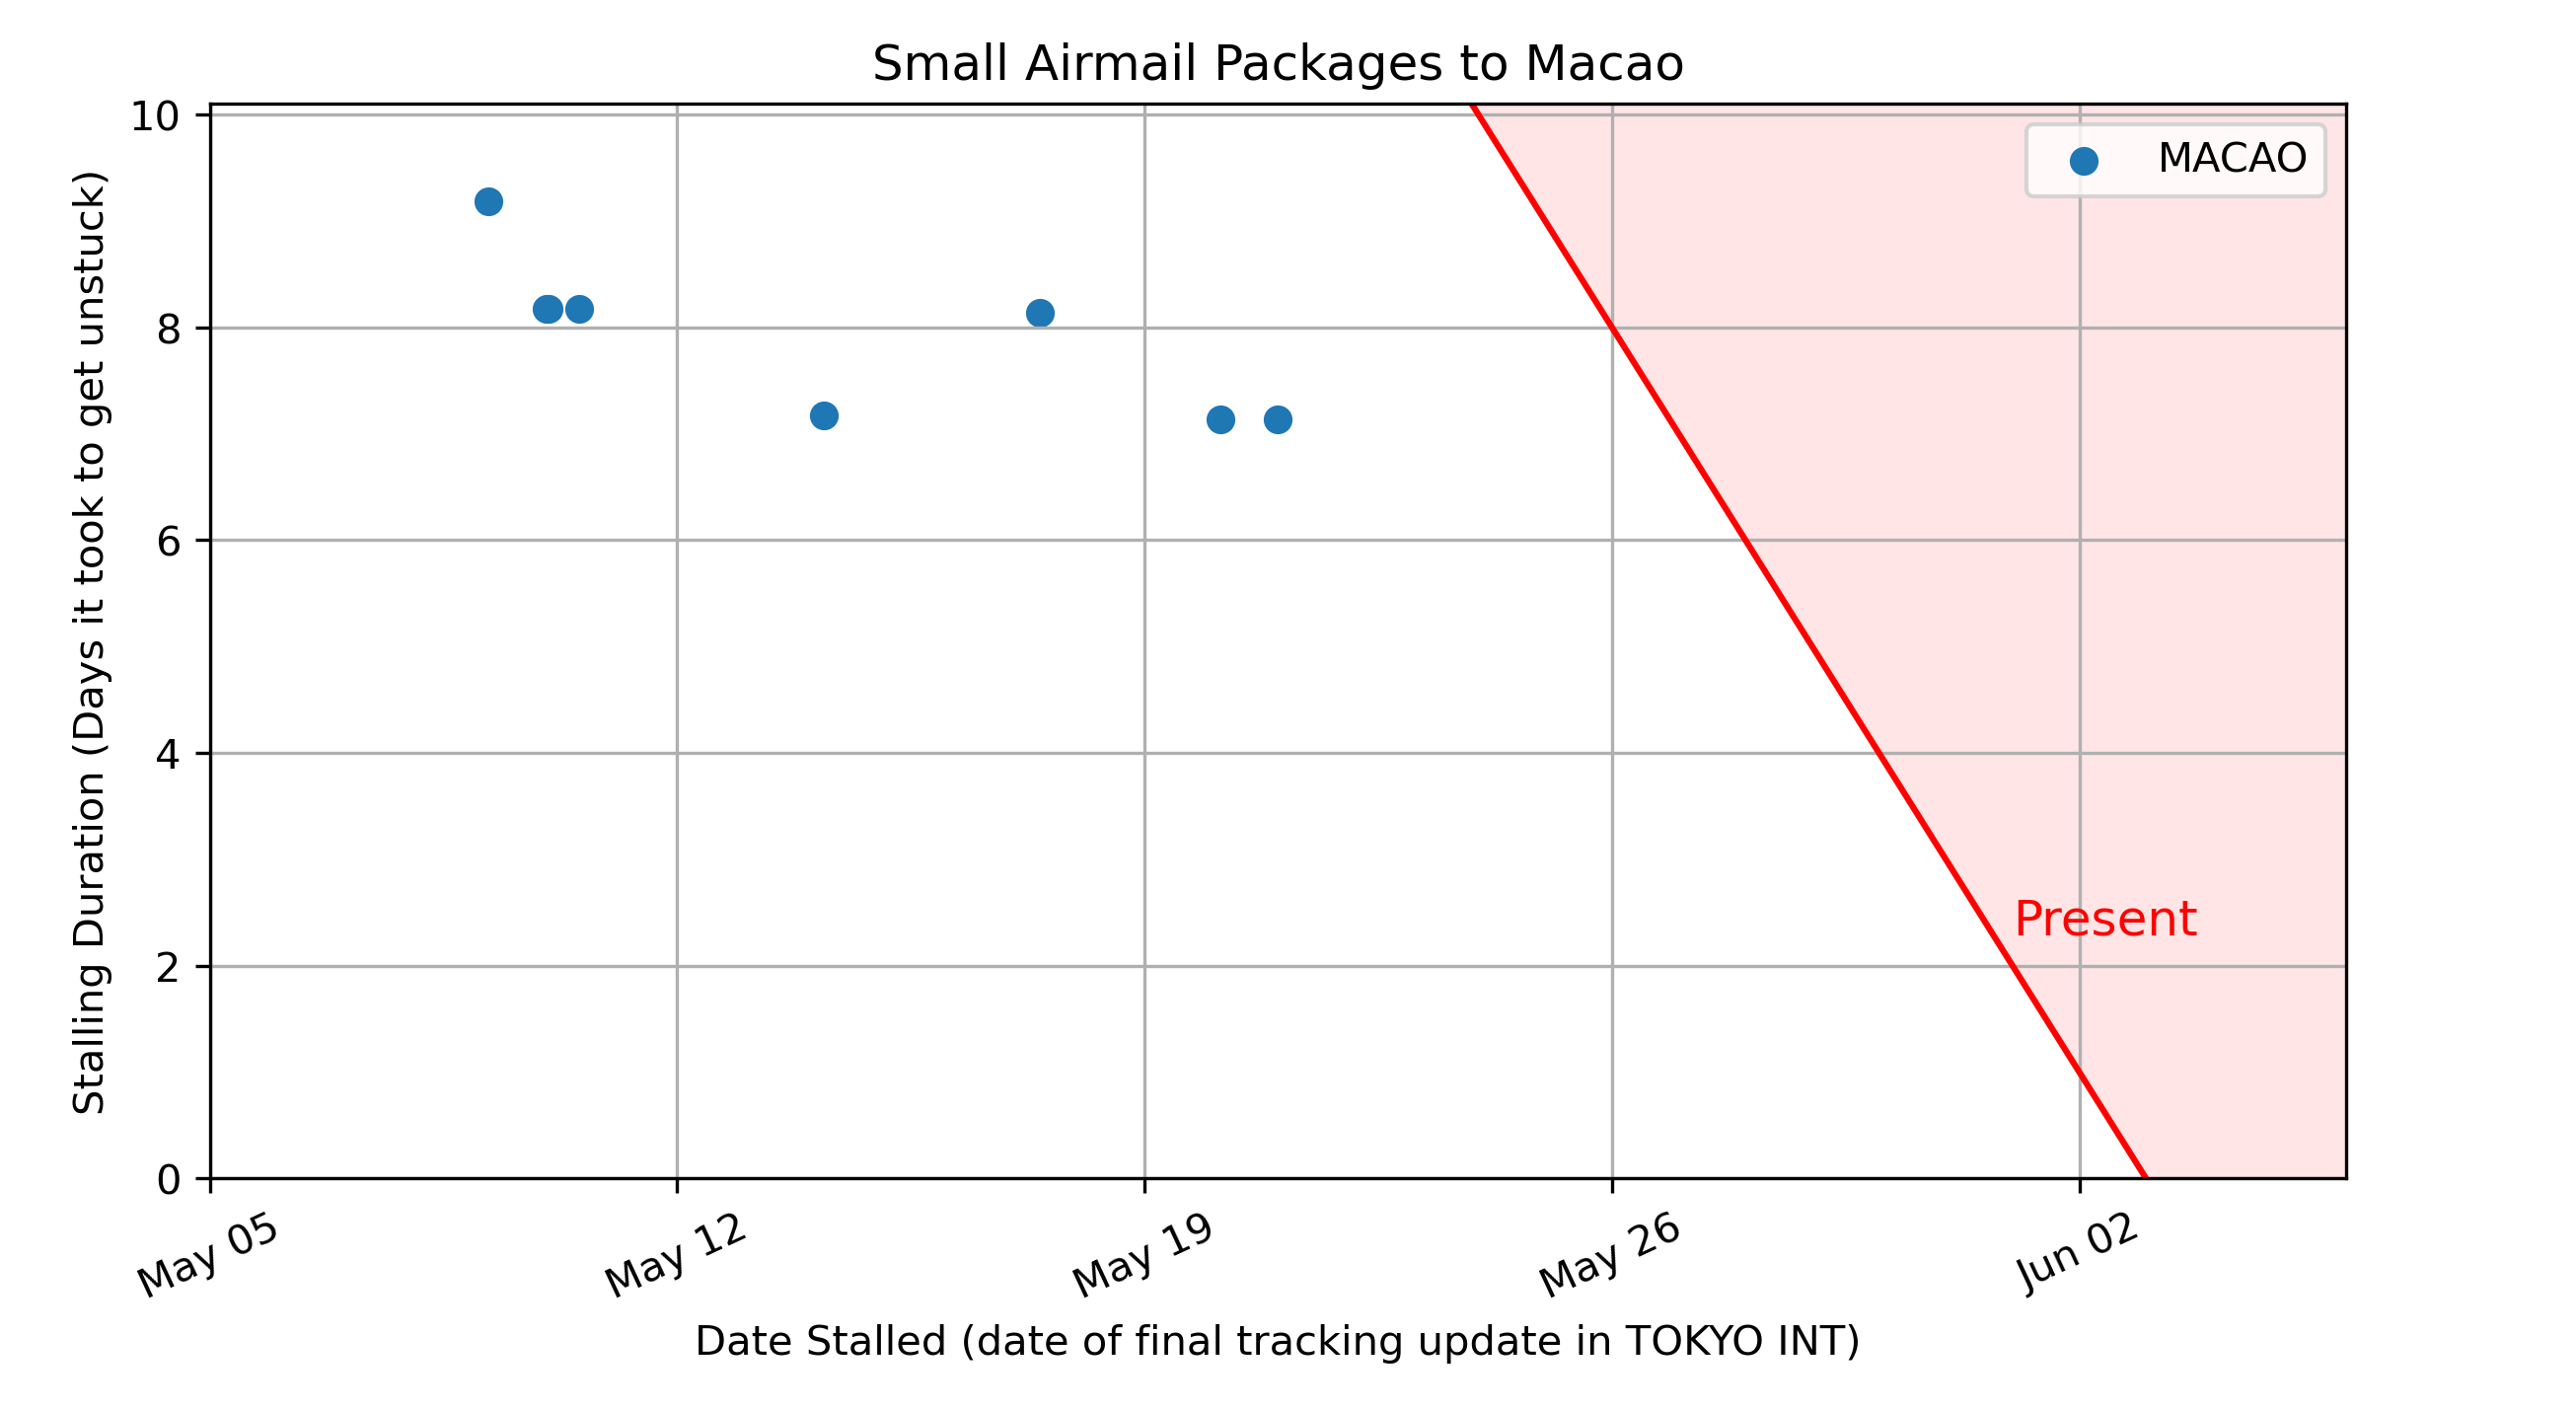 Small Airmail Packages to Macao
MACAO
Present
Stalling Duration (Days it took to get unstuck)
10
8
6
4
2
0
May 05
May 12
May 19
May 26
Jun 02
Date Stalled (date of final tracking update in TOKYO INT)